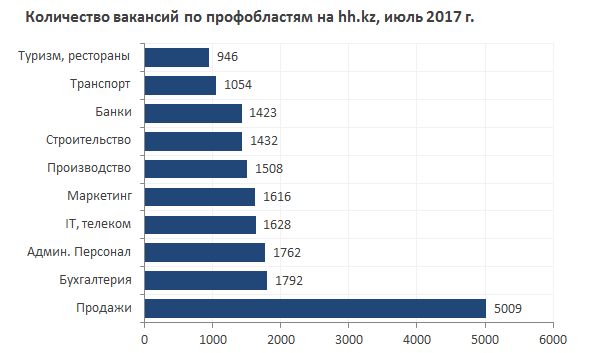 Количество вакансий по профобластям на hh.kz, июль 2017 г.
Туризм, рестораны 946
Транспорт 1054
Банки 1423
Строительство 1432
Производство 1508
Маркетинг 1616
IT, телеком 1628
Админ. Персонал 1762
Бухгалтерия 1792
Продажи 5009
0 1000 2000 3000 4000 5000 6000